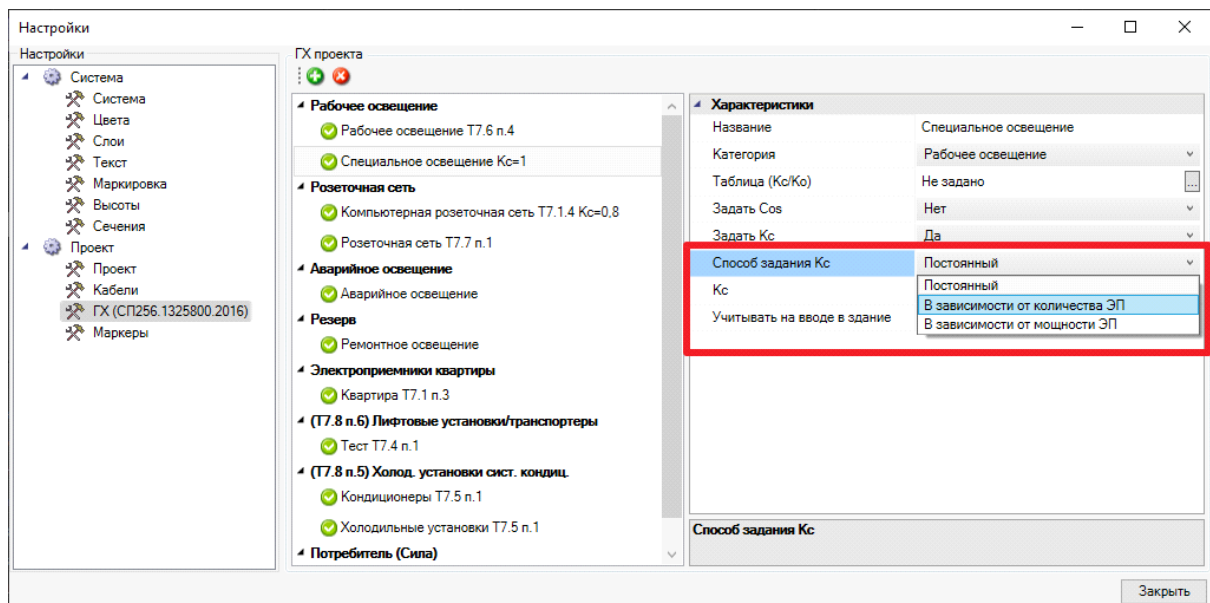 Настройки
Настройки
Система
Система
Цвета
Слои
Текст
Маркировка
Высоты
Сечения
Проект
Проект
Кабели
ГХ (СП256.1325800.2016)
Маркеры
ГХ проекта
Рабочее освещение
Рабочее освещение Т7.6 п.4
Специальное освещение Кс=1
Розеточная сеть
Компьютерная розеточная сеть Т7.1.4 Кс=0,8
Розеточная сеть Т7.7 п.1
Аварийное освещение
Аварийное освещение
Резерв
Ремонтное освещение
Электроприемники квартиры
Квартира Т7.1 п.3
(Т7.8 п.6) Лифтовые установки/транспортеры
Тест Т7.4 п.1
(Т7.8 п.5) Холод. установки сист. кондиц.
Кондиционеры Т7.5 п.1
Холодильные установки Т7.5 п.1
Потребитель (Сила)
Характеристики
Название Специальное освещение
Категория Рабочее освещение
Таблица (Кс/Ко) Не задано ...
Задать Cos Нет
Задать Кс Да
Способ задания Кс Постоянный
Кс Постоянный
В зависимости от количества ЭП
Учитывать на вводе в здание В зависимости от мощности ЭП
Способ задания Кс
Закрыть